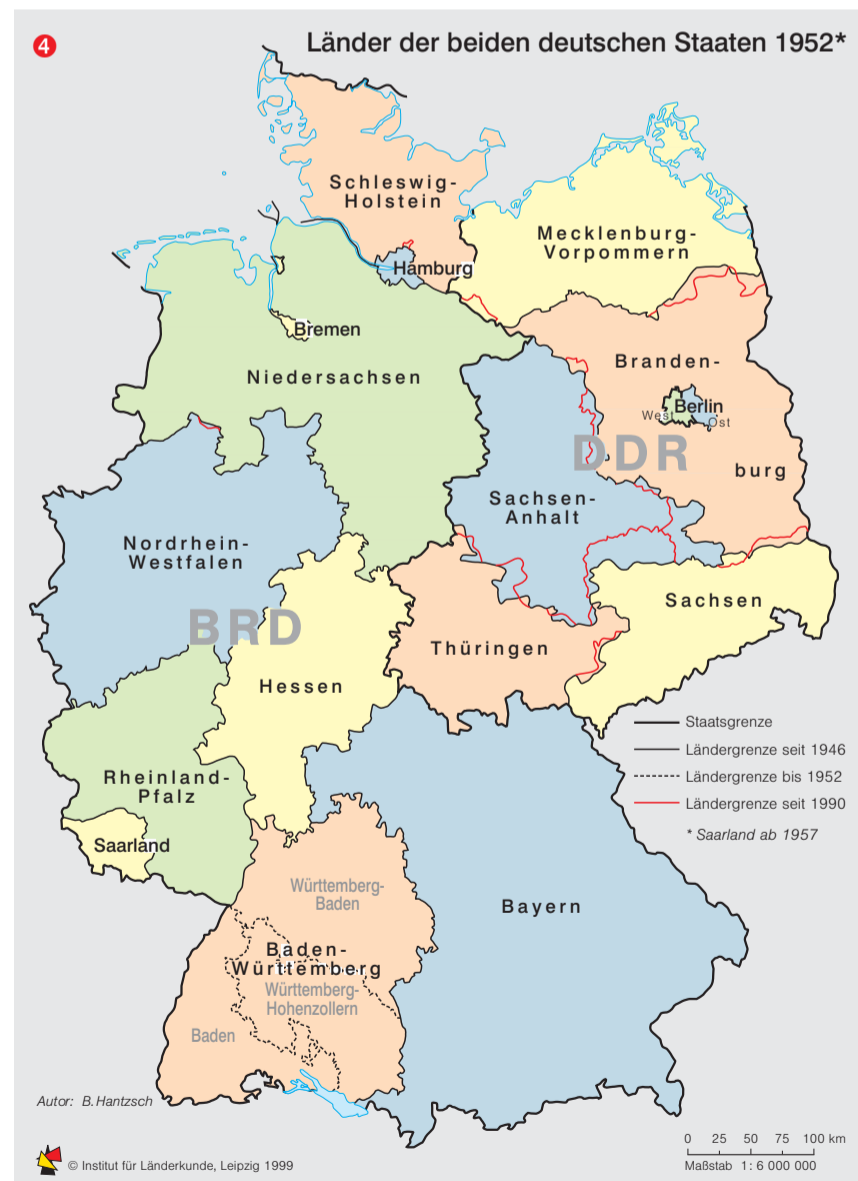 4
Länder der beiden deutschen Staaten 1952*
Schleswig-
Holstein
Mecklenburg-
Vorpommern
Hamburg
Bremen
Niedersachsen
Branden-
burg
Berlin
West
Ost
DDR
Sachsen-
Anhalt
Nordrhein-
Westfalen
BRD
Sachsen
Thüringen
Hessen
Rheinland-
Pfalz
Saarland
Staatsgrenze
Ländergrenze seit 1946
Ländergrenze bis 1952
Ländergrenze seit 1990
* Saarland ab 1957
Württemberg-
Baden
Bayern
Baden-
Württemberg
Württemberg-
Hohenzollern
Baden
Autor: B.Hantzsch
© Institut für Länderkunde, Leipzig 1999
0 25 50 75 100 km
Maßstab 1: 6 000 000